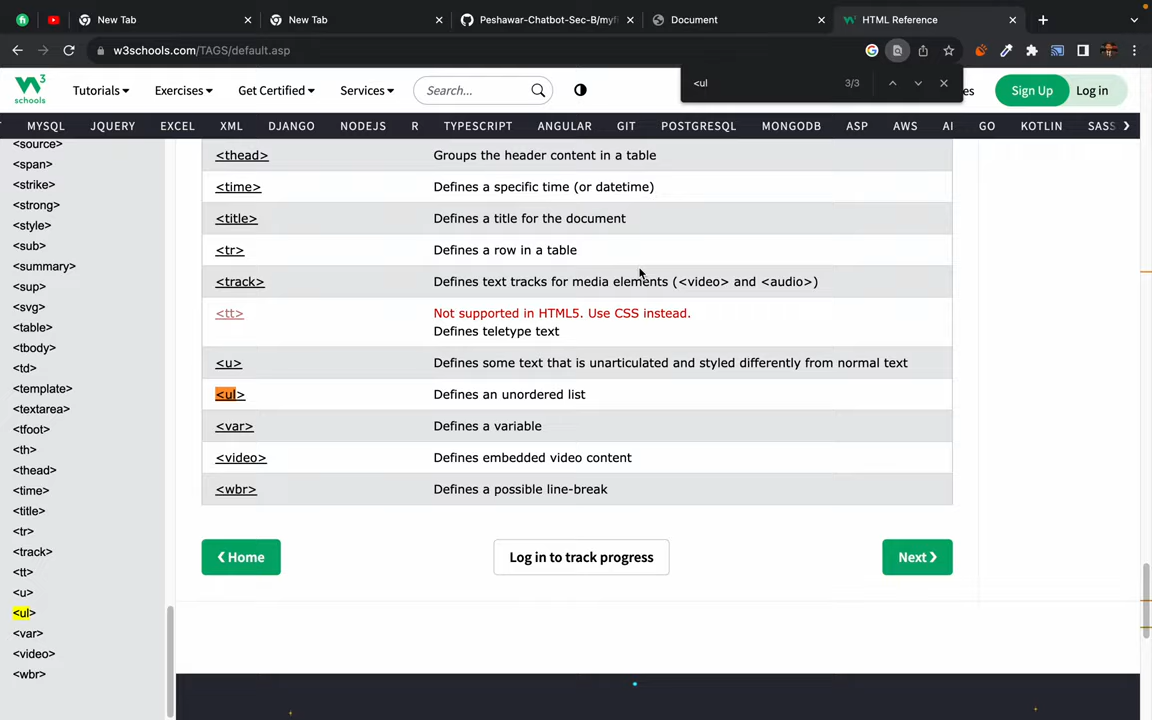 New Tab
New Tab
Peshawar-Chatbot-Sec-B/myfi
Document
HTML Reference
w3schools.com/TAGS/default.asp
<ul 3/3
W3 schools
Tutorials
Exercises
Get Certified
Services
Search...
es
Sign Up
Log in
MYSQL JQUERY EXCEL XML DJANGO NODEJS R TYPESCRIPT ANGULAR GIT POSTGRESQL MONGODB ASP AWS AI GO KOTLIN SASS
<source>
<span>
<strike>
<strong>
<style>
<sub>
<summary>
<sup>
<svg>
<table>
<tbody>
<td>
<template>
<textarea>
<tfoot>
<th>
<thead>
<time>
<title>
<tr>
<track>
<tt>
<u>
<ul>
<var>
<video>
<wbr>
<thead> Groups the header content in a table
<time> Defines a specific time (or datetime)
<title> Defines a title for the document
<tr> Defines a row in a table
<track> Defines text tracks for media elements (<video> and <audio>)
<tt> Not supported in HTML5. Use CSS instead.
Defines teletype text
<u> Defines some text that is unarticulated and styled differently from normal text
<ul> Defines an unordered list
<var> Defines a variable
<video> Defines embedded video content
<wbr> Defines a possible line-break
❮ Home
Log in to track progress
Next ❯